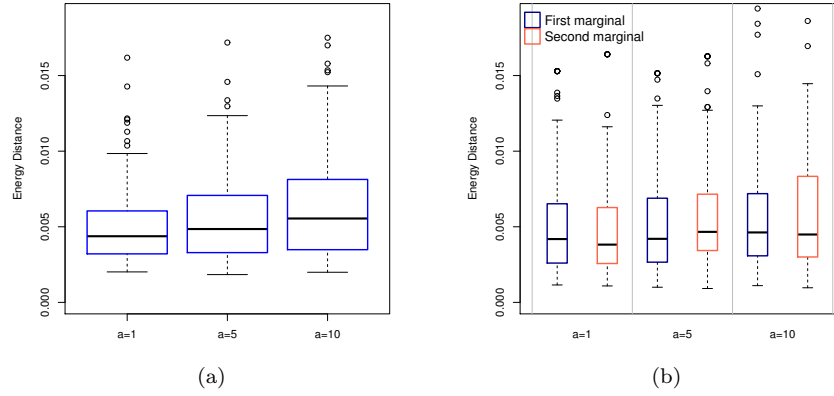 Energy Distance
0.000
0.005
0.010
0.015
a=1
a=5
a=10
(a)
First marginal
Second marginal
Energy Distance
0.000
0.005
0.010
0.015
a=1
a=5
a=10
(b)